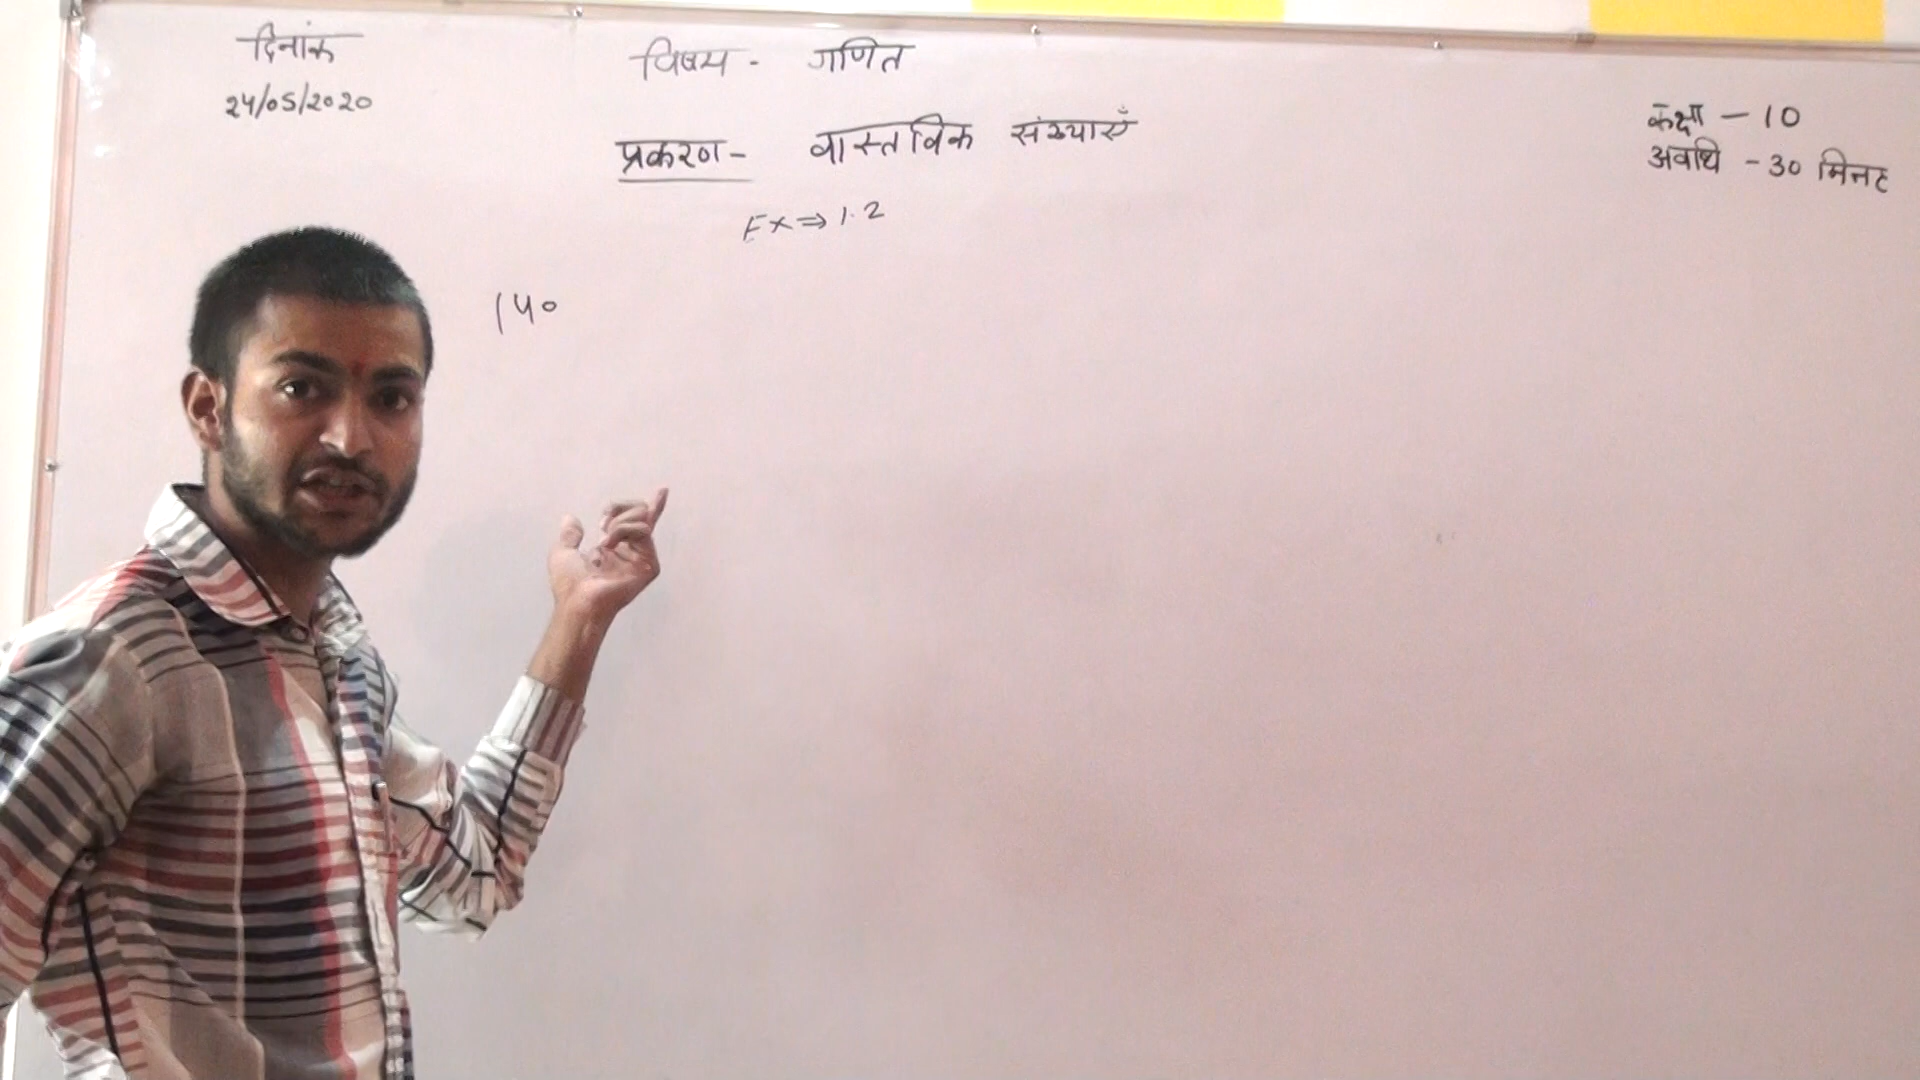 दिनांक
24/05/2020
विषय - गणित
प्रकरण - वास्तविक संख्याएँ
Ex ⇒ 1.2
कक्षा - 10
अवधि - 30 मिनट
140